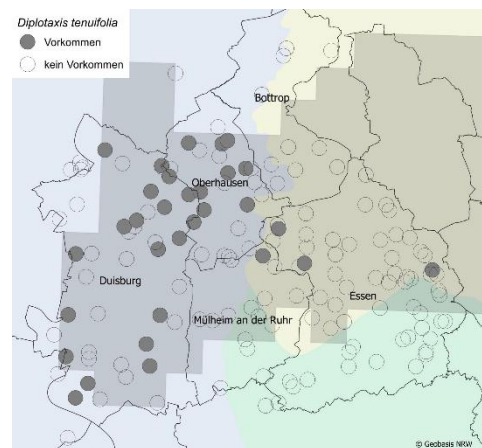 Diplotaxis tenuifolia
Vorkommen
kein Vorkommen
Bottrop
Oberhausen
Duisburg
Essen
Mülheim an der Ruhr
© Geobasis NRW